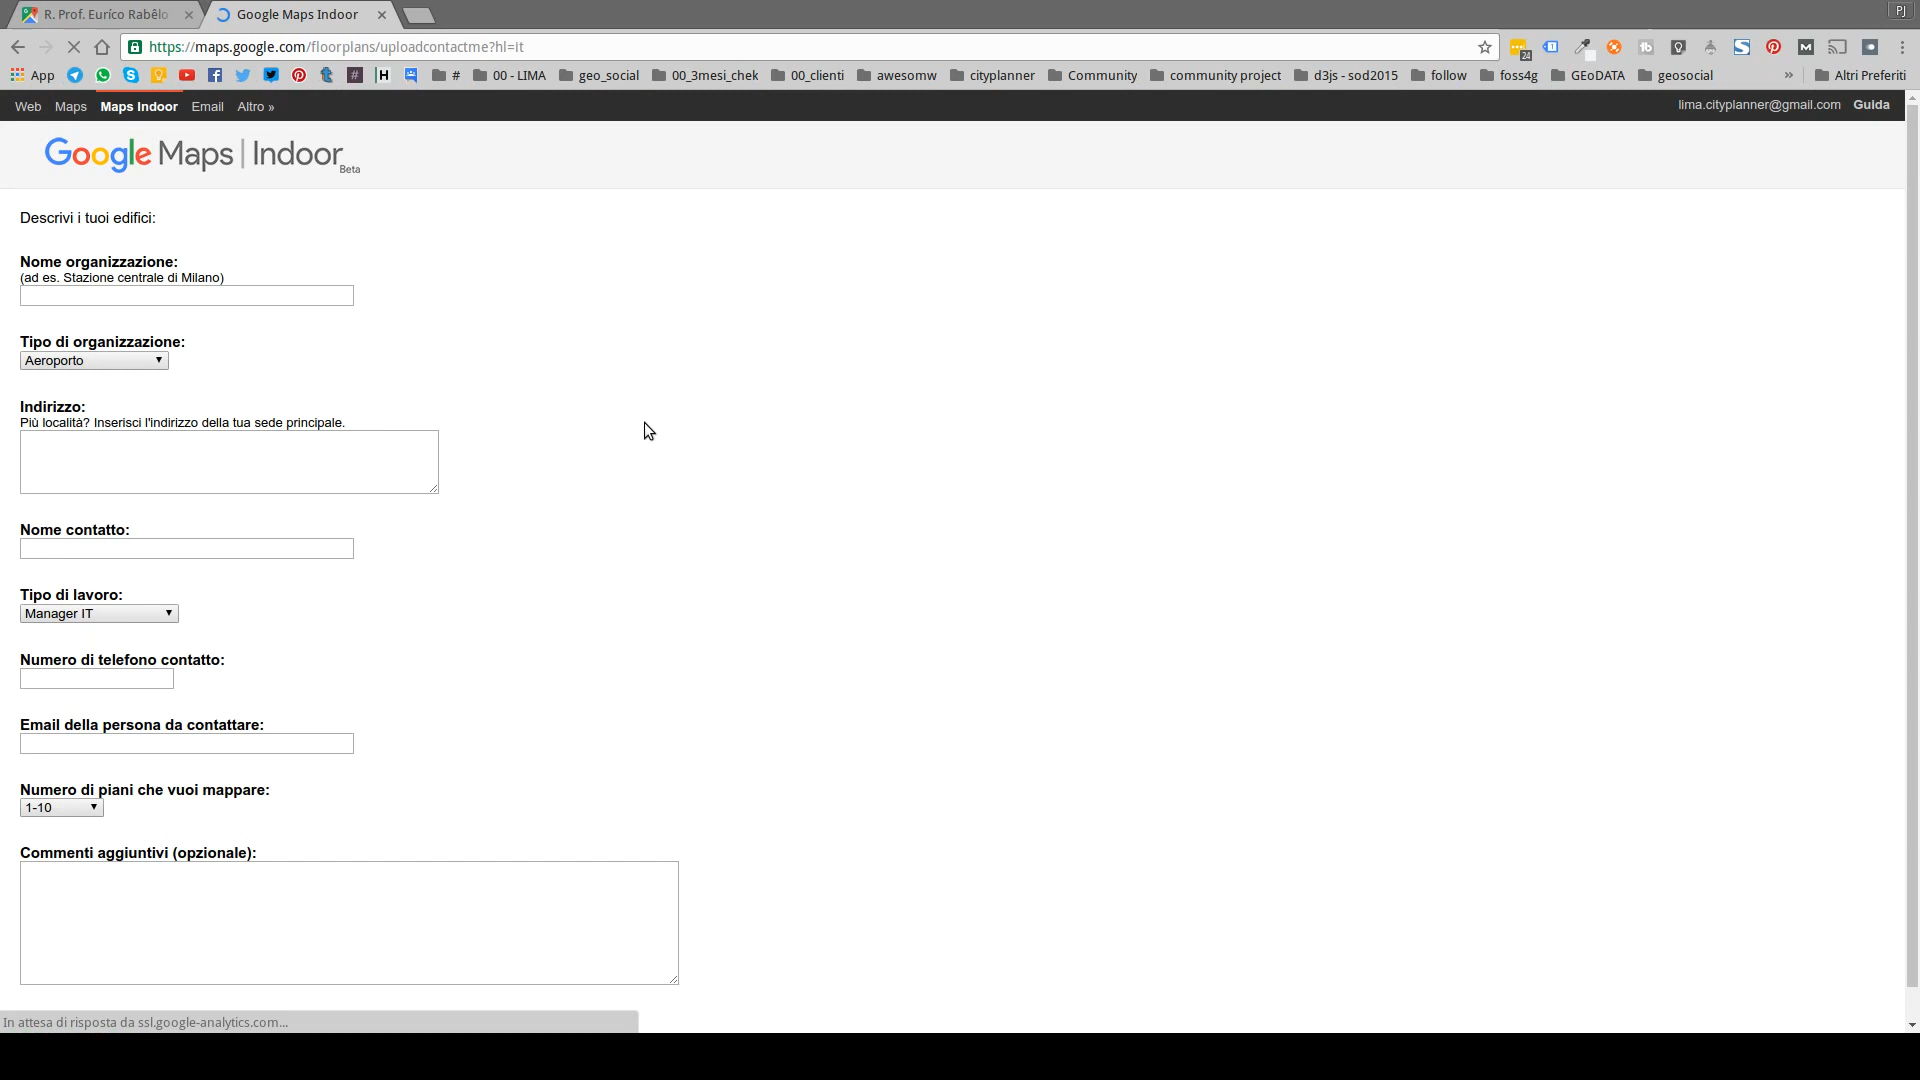 R. Prof. Eurico Rabêlo
Google Maps Indoor
PJ
https://maps.google.com/floorplans/uploadcontactme?hl=it
24
App
#
00 - LIMA
geo_social
00_3mesi_chek
00_clienti
awesomw
cityplanner
Community
community project
d3js - sod2015
follow
foss4g
GEoDATA
geosocial
»
Altri Preferiti
Web Maps Maps Indoor Email Altro »
lima.cityplanner@gmail.com Guida
Google Maps | Indoor Beta
Descrivi i tuoi edifici:
Nome organizzazione:
(ad es. Stazione centrale di Milano)
Tipo di organizzazione:
Aeroporto
Indirizzo:
Più località? Inserisci l'indirizzo della tua sede principale.
Nome contatto:
Tipo di lavoro:
Manager IT
Numero di telefono contatto:
Email della persona da contattare:
Numero di piani che vuoi mappare:
1-10
Commenti aggiuntivi (opzionale):
In attesa di risposta da ssl.google-analytics.com...